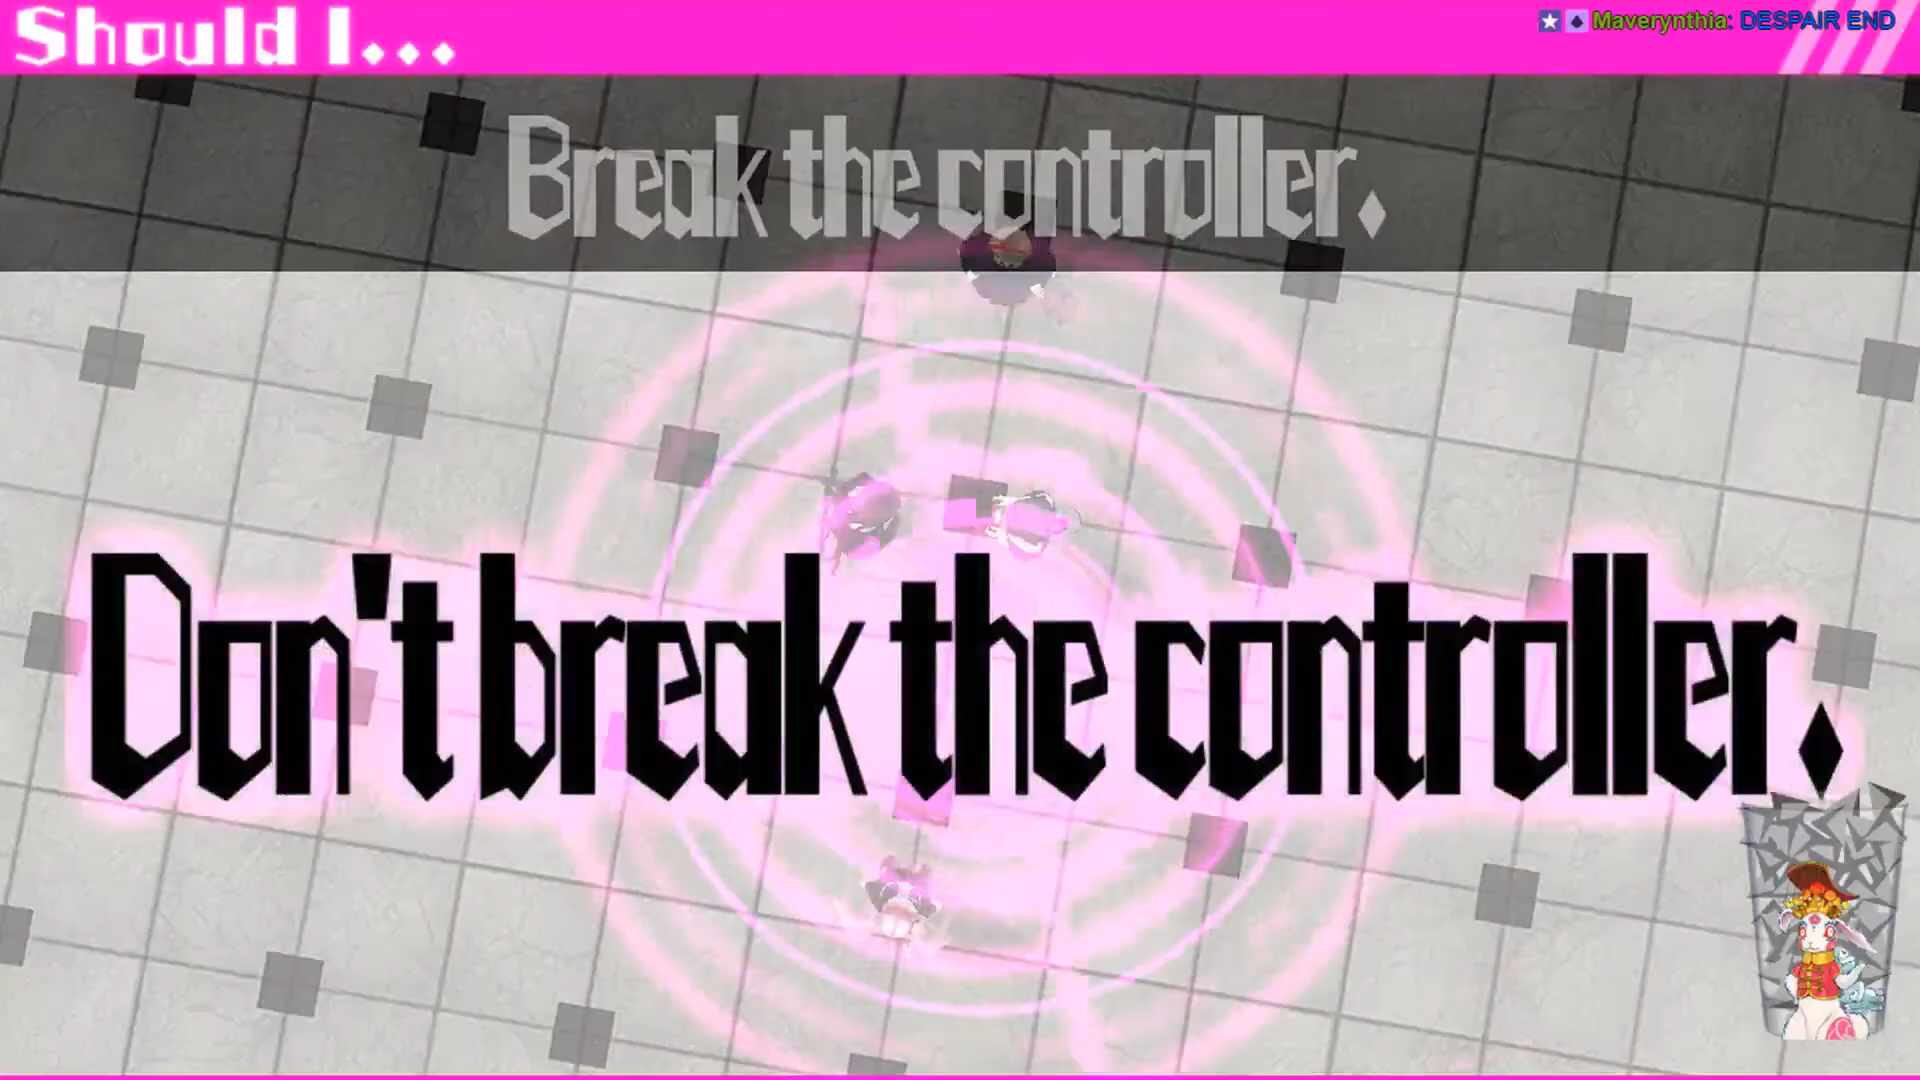 Should I...
Maverynthia: DESPAIR END
Break the controller.
Don't break the controller.